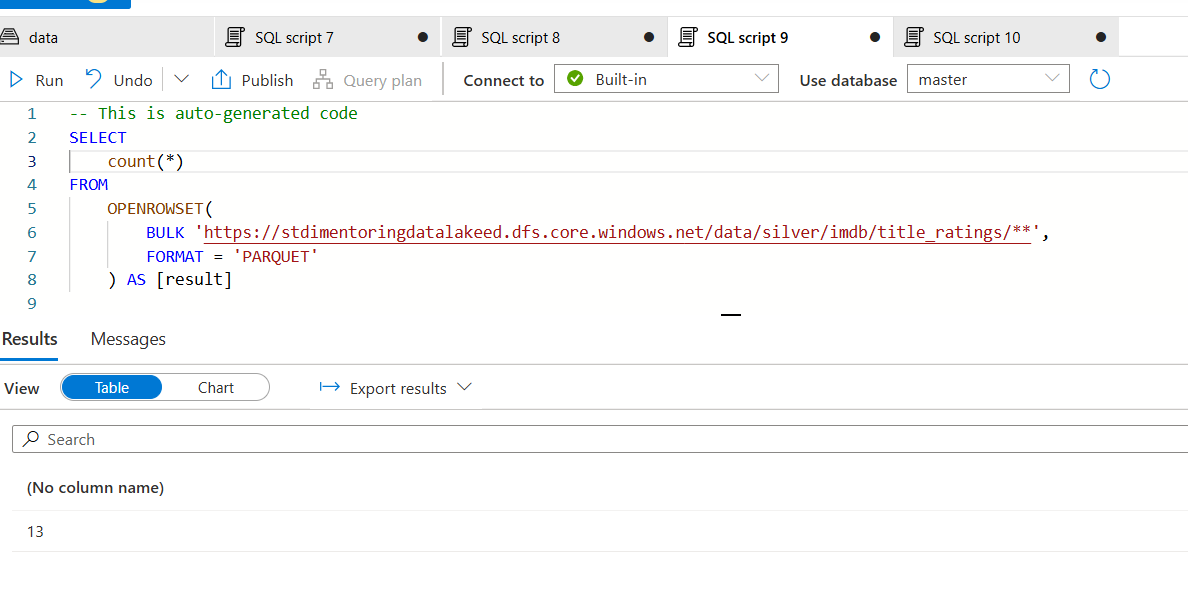 data SQL script 7 SQL script 8 SQL script 9 SQL script 10
Run Undo Publish Query plan Connect to Built-in Use database master
1 -- This is auto-generated code
2 SELECT
3 count(*)
4 FROM
5 OPENROWSET(
6 BULK 'https://stdimentoringdatalakeed.dfs.core.windows.net/data/silver/imdb/title_ratings/**',
7 FORMAT = 'PARQUET'
8 ) AS [result]
9
Results Messages
View Table Chart Export results
Search
(No column name)
13